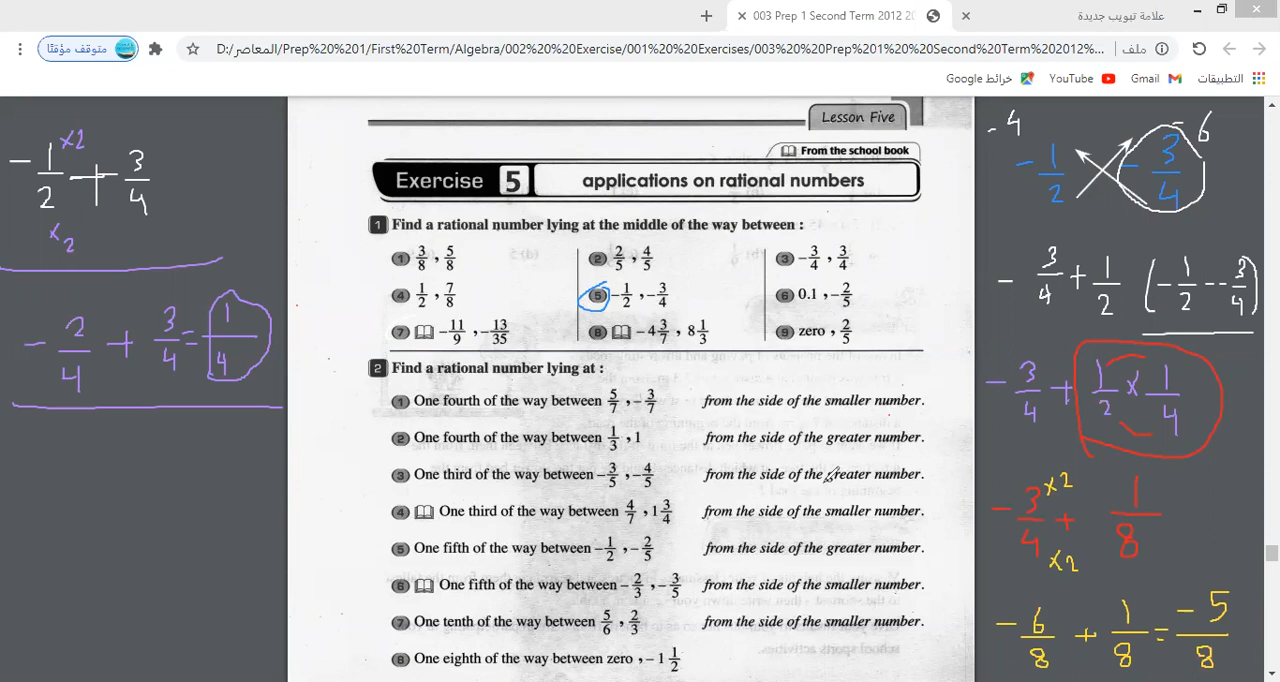 003 Prep 1 Second Term 2012 20
علامة تبويب جديدة
متوقف مؤقتًا
D:/المعاصر/Prep%20%201/First%20Term/Algebra/002%20%20Exercise/001%20%20Exercises/003%20%20Prep%201%20%20Second%20Term%202012%...
ملف
التطبيقات
Gmail
YouTube
خرائط Google
Lesson Five
From the school book
Exercise 5 applications on rational numbers
1 Find a rational number lying at the middle of the way between :
1 3/8 , 5/8 2 2/5 , 4/5 3 -3/4 , 3/4
4 1/2 , 7/8 5 -1/2 , -3/4 6 0.1 , -2/5
7 -11/9 , -13/35 8 -4 3/7 , 8 1/3 9 zero , 2/5
2 Find a rational number lying at :
1 One fourth of the way between 5/7 , -3/7 from the side of the smaller number.
2 One fourth of the way between 1/3 , 1 from the side of the greater number.
3 One third of the way between -3/5 , -4/5 from the side of the greater number.
4 One third of the way between 4/7 , 1 3/4 from the side of the smaller number.
5 One fifth of the way between -1/2 , -2/5 from the side of the greater number.
6 One fifth of the way between -2/3 , -3/5 from the side of the smaller number.
7 One tenth of the way between 5/6 , 2/3 from the side of the smaller number.
8 One eighth of the way between zero , -1 1/2
×2
-1/2 + 3/4
×2
-2/4 + 3/4 = 1/4
-4 -6
-1/2 -3/4
-3/4 + 1/2 (-1/2 - -3/4)
-3/4 + 1/2 × 1/4
×2
-3/4 + 1/8
×2
-6/8 + 1/8 = -5/8